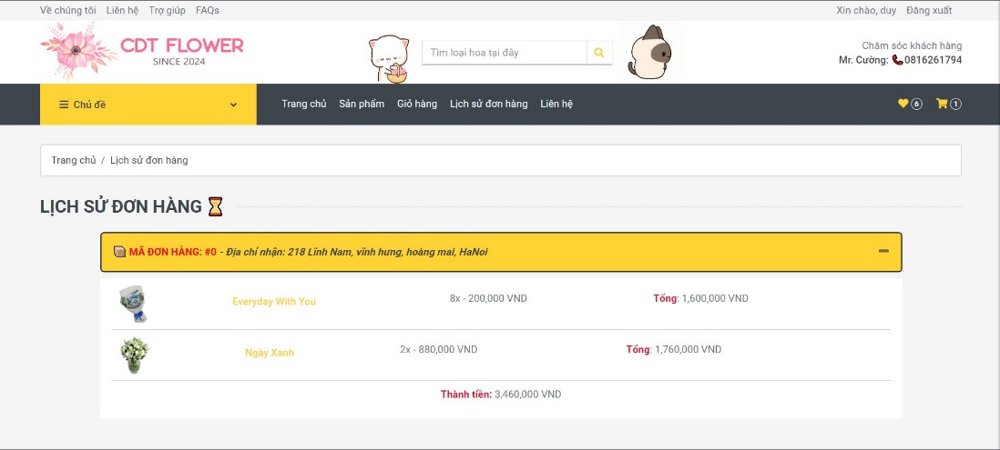 Về chúng tôi Liên hệ Trợ giúp FAQs Xin chào, duy Đăng xuất
CDT FLOWER
SINCE 2024
Tìm loại hoa tại đây
Chăm sóc khách hàng
Mr. Cường: 0816261794
Chủ đề Trang chủ Sản phẩm Giỏ hàng Lịch sử đơn hàng Liên hệ 6 1
Trang chủ / Lịch sử đơn hàng
LỊCH SỬ ĐƠN HÀNG
MÃ ĐƠN HÀNG: #0 - Địa chỉ nhận: 218 Lĩnh Nam, vĩnh hưng, hoàng mai, HaNoi
Everyday With You 8x - 200,000 VND Tổng: 1,600,000 VND
Ngày Xanh 2x - 880,000 VND Tổng: 1,760,000 VND
Thành tiền: 3,460,000 VND